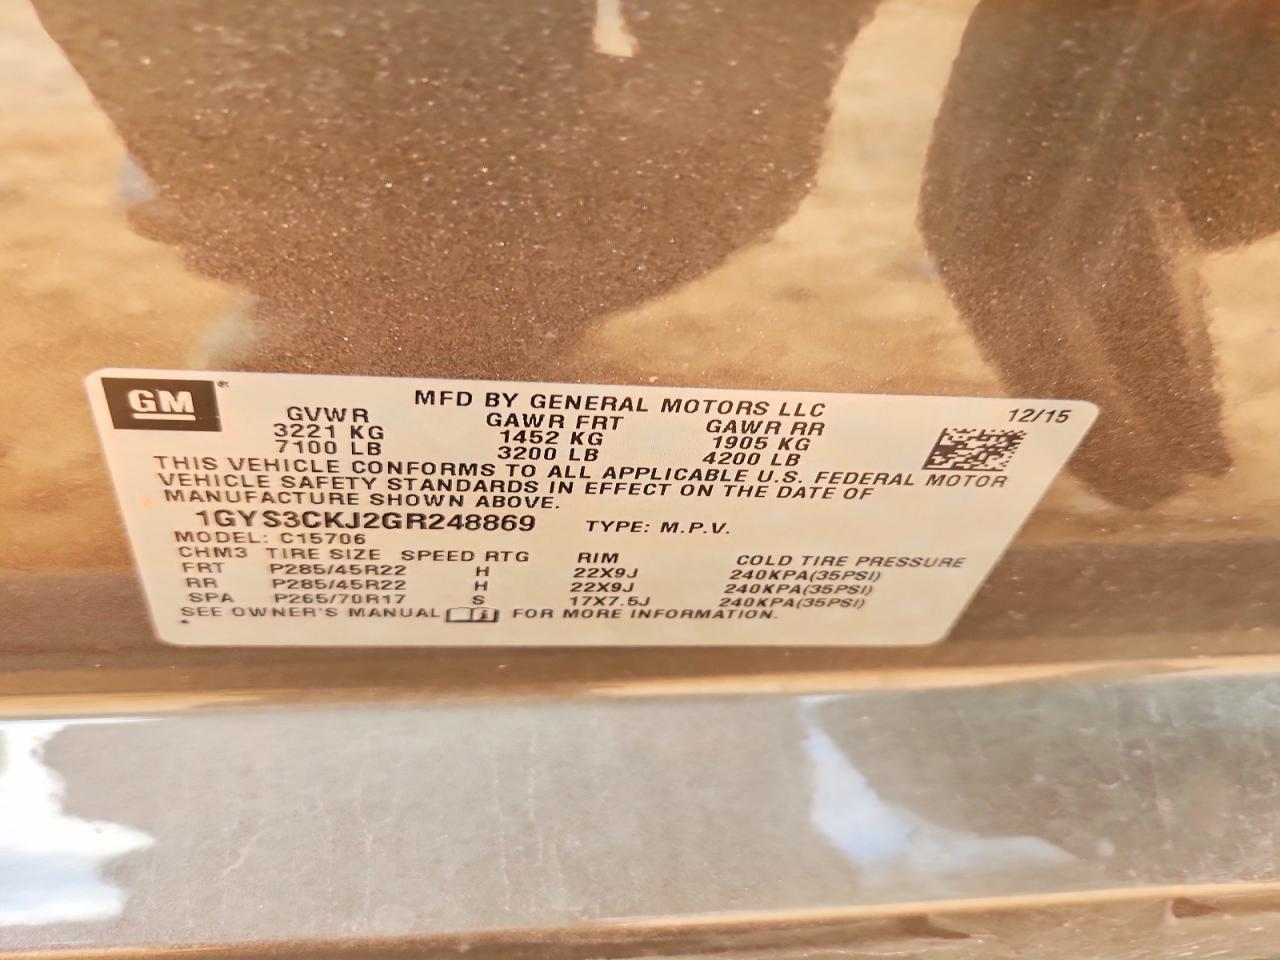 GM
MFD BY GENERAL MOTORS LLC 12/15
GVWR GAWR FRT GAWR RR
3221 KG 1452 KG 1905 KG
7100 LB 3200 LB 4200 LB
THIS VEHICLE CONFORMS TO ALL APPLICABLE U.S. FEDERAL MOTOR
VEHICLE SAFETY STANDARDS IN EFFECT ON THE DATE OF
MANUFACTURE SHOWN ABOVE.
1GYS3CKJ2GR248869 TYPE: M.P.V.
MODEL: C15706
CHM3 TIRE SIZE SPEED RTG RIM COLD TIRE PRESSURE
FRT P285/45R22 H 22X9J 240KPA(35PSI)
RR P285/45R22 H 22X9J 240KPA(35PSI)
SPA P265/70R17 S 17X7.5J 240KPA(35PSI)
SEE OWNER'S MANUAL FOR MORE INFORMATION.